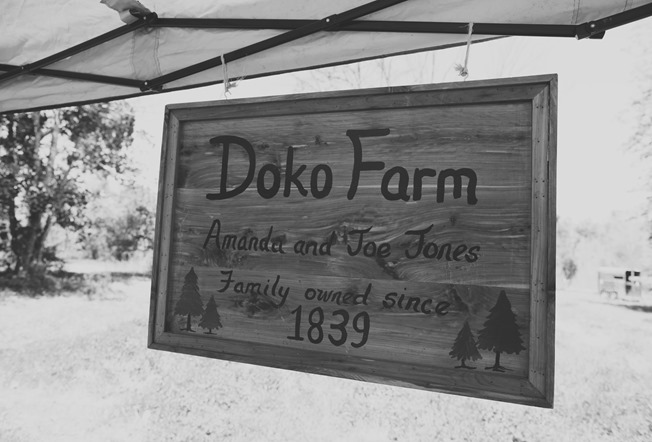 Doko Farm
Amanda and Joe Jones
Family owned since
1839